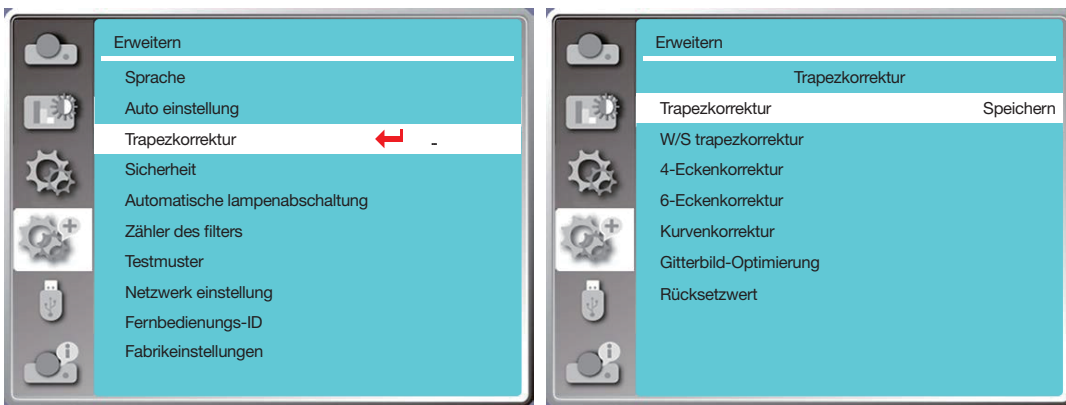 Erweitern
Sprache
Auto einstellung
Trapezkorrektur -
Sicherheit
Automatische lampenabschaltung
Zähler des filters
Testmuster
Netzwerk einstellung
Fernbedienungs-ID
Fabrikeinstellungen
Erweitern
Trapezkorrektur
Trapezkorrektur Speichern
W/S trapezkorrektur
4-Eckenkorrektur
6-Eckenkorrektur
Kurvenkorrektur
Gitterbild-Optimierung
Rücksetzwert